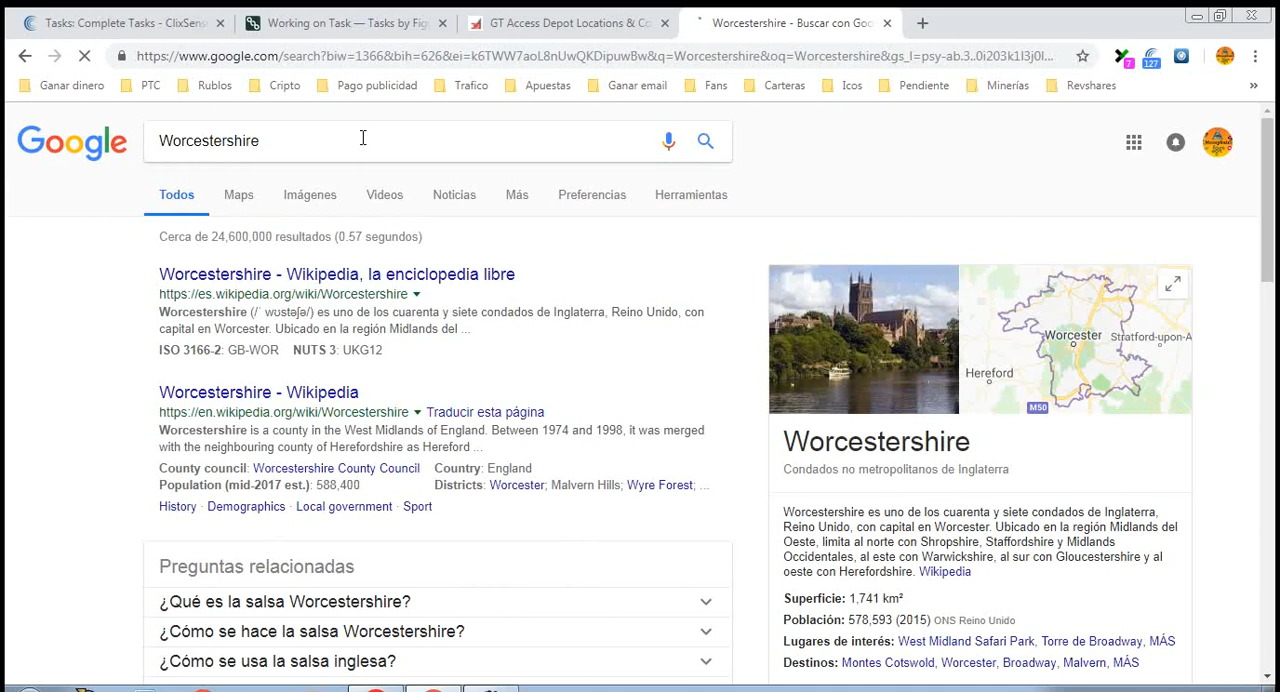 Tasks: Complete Tasks - ClixSens
Working on Task — Tasks by Fig
GT Access Depot Locations & Co
Worcestershire - Buscar con Goo
https://www.google.com/search?biw=1366&bih=626&ei=k6TWW7aoL8nUwQKDipuwBw&q=Worcestershire&oq=Worcestershire&gs_l=psy-ab.3..0i203k1l3j0l...
7
127
Ganar dinero PTC Rublos Cripto Pago publicidad Trafico Apuestas Ganar email Fans Carteras Icos Pendiente Minerías Revshares
Google
Worcestershire
Todos Maps Imágenes Videos Noticias Más Preferencias Herramientas
Cerca de 24,600,000 resultados (0.57 segundos)
Worcestershire - Wikipedia, la enciclopedia libre
https://es.wikipedia.org/wiki/Worcestershire
Worcestershire (/ˈwʊstəʃə/) es uno de los cuarenta y siete condados de Inglaterra, Reino Unido, con
capital en Worcester. Ubicado en la región Midlands del ...
ISO 3166-2: GB-WOR NUTS 3: UKG12
Worcestershire - Wikipedia
https://en.wikipedia.org/wiki/Worcestershire Traducir esta página
Worcestershire is a county in the West Midlands of England. Between 1974 and 1998, it was merged
with the neighbouring county of Herefordshire as Hereford ...
County council: Worcestershire County Council Country: England
Population (mid-2017 est.): 588,400 Districts: Worcester; Malvern Hills; Wyre Forest; ...
History · Demographics · Local government · Sport
Preguntas relacionadas
¿Qué es la salsa Worcestershire?
¿Cómo se hace la salsa Worcestershire?
¿Cómo se usa la salsa inglesa?
Worcester
Stratford-upon-A
Hereford
M50
Worcestershire
Condados no metropolitanos de Inglaterra
Worcestershire es uno de los cuarenta y siete condados de Inglaterra,
Reino Unido, con capital en Worcester. Ubicado en la región Midlands del
Oeste, limita al norte con Shropshire, Staffordshire y Midlands
Occidentales, al este con Warwickshire, al sur con Gloucestershire y al
oeste con Herefordshire. Wikipedia
Superficie: 1,741 km²
Población: 578,593 (2015) ONS Reino Unido
Lugares de interés: West Midland Safari Park, Torre de Broadway, MÁS
Destinos: Montes Cotswold, Worcester, Broadway, Malvern, MÁS